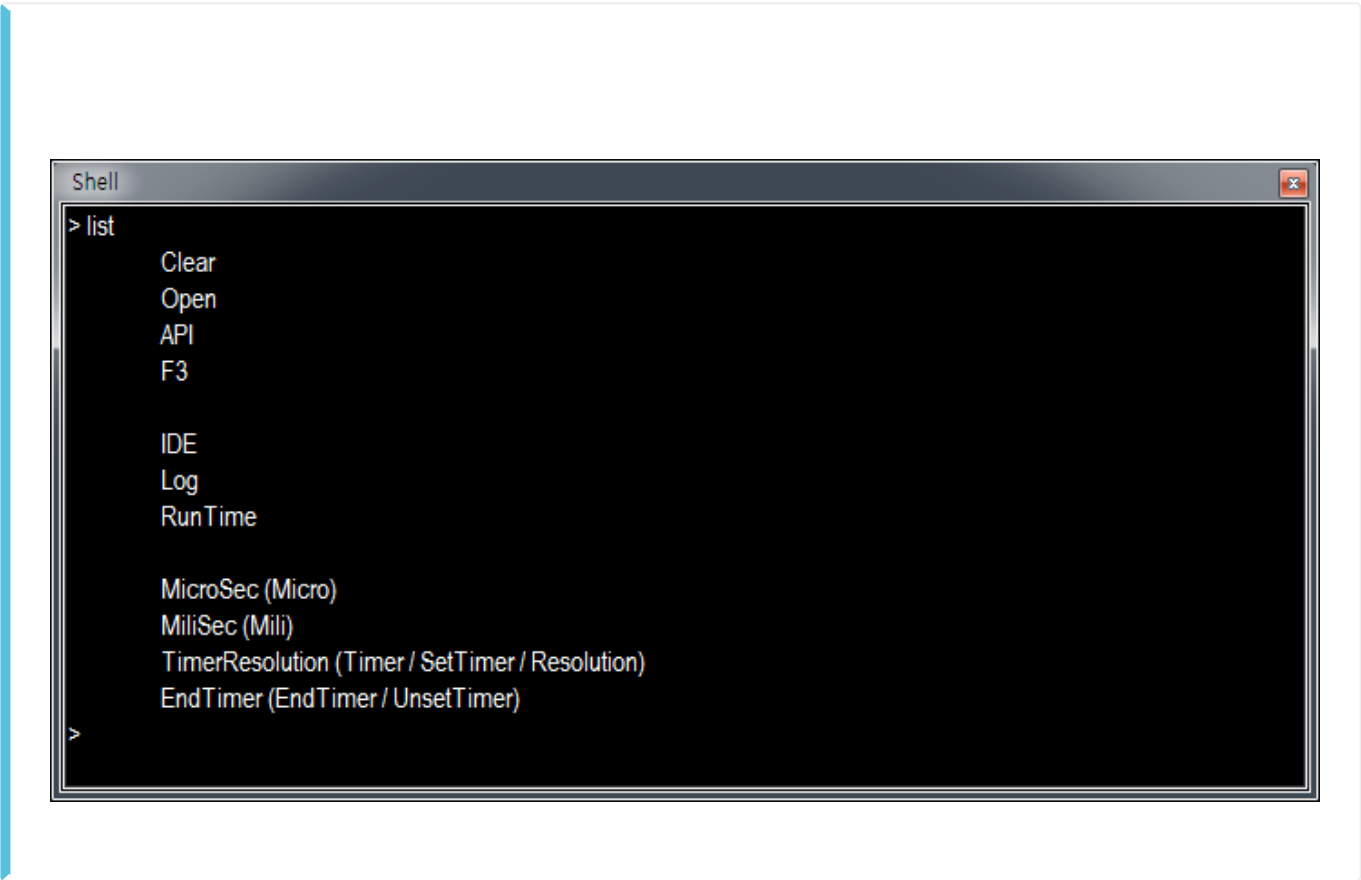 Shell
> list
Clear
Open
API
F3
IDE
Log
RunTime
MicroSec (Micro)
MiliSec (Mili)
TimerResolution (Timer / SetTimer / Resolution)
EndTimer (EndTimer / UnsetTimer)
>